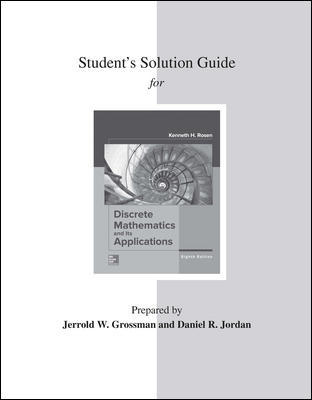 Student's Solution Guide
for
Kenneth H. Rosen
Discrete
Mathematics
and Its
Applications
Eighth Edition
Prepared by
Jerrold W. Grossman and Daniel R. Jordan